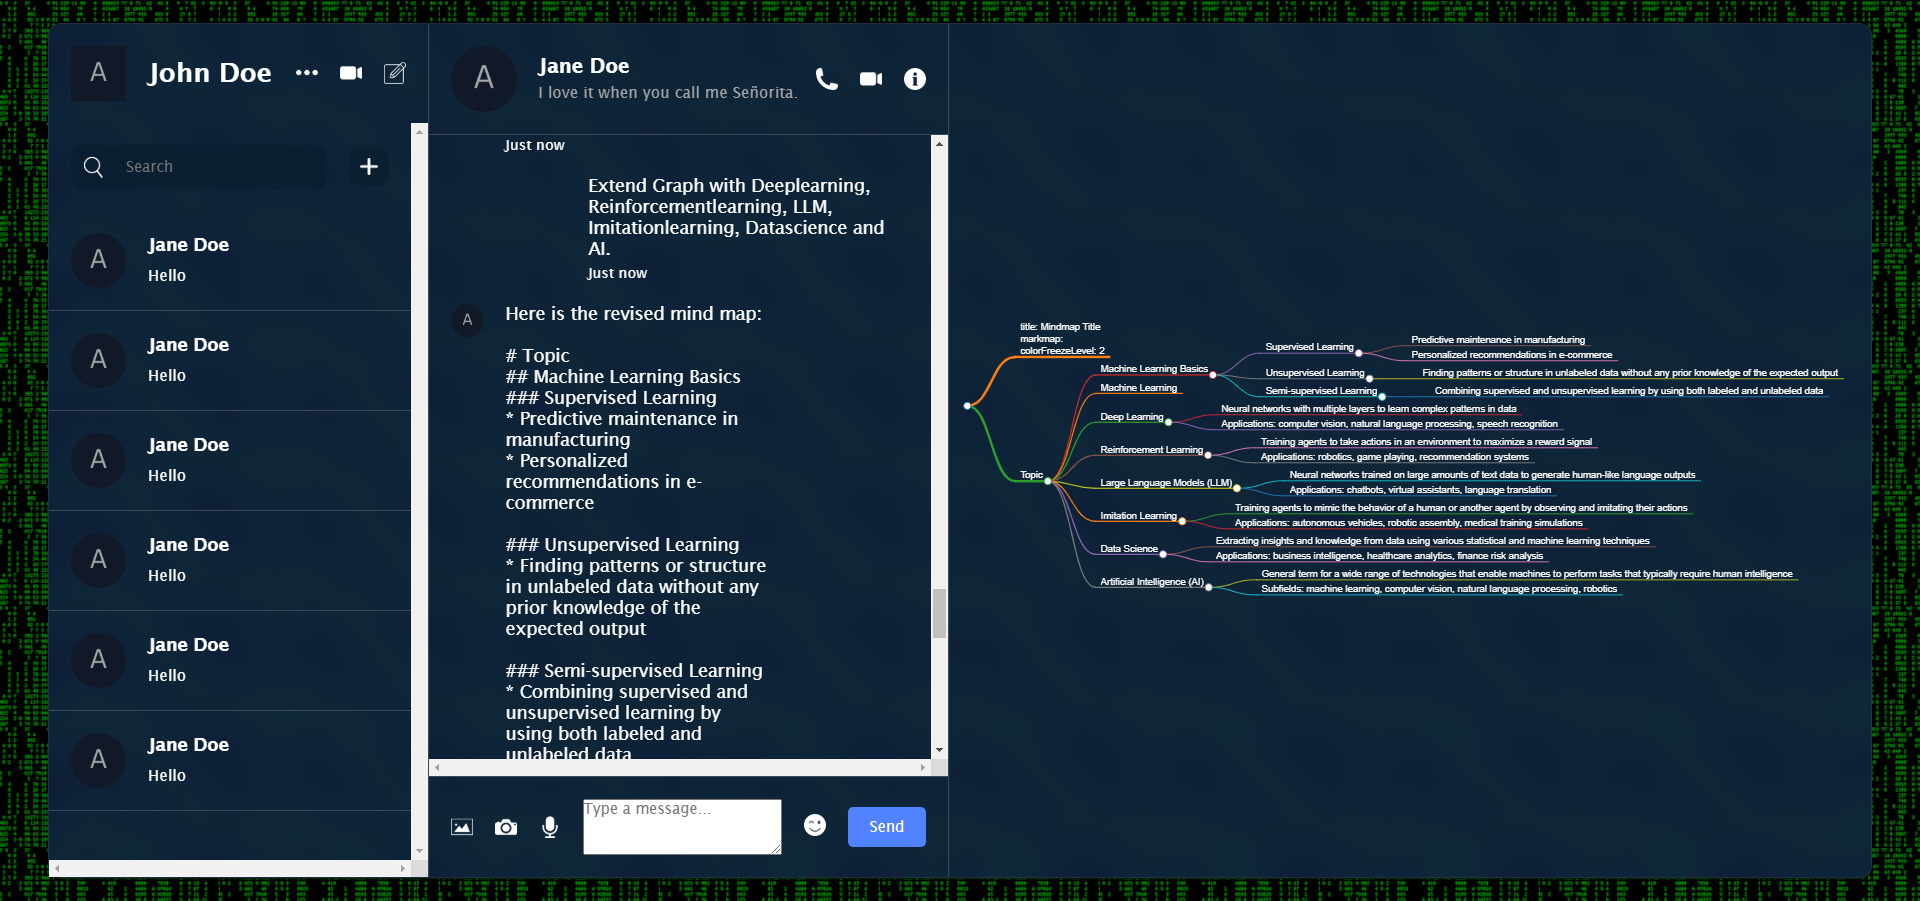 A
John Doe
Search
A
Jane Doe
Hello
A
Jane Doe
Hello
A
Jane Doe
Hello
A
Jane Doe
Hello
A
Jane Doe
Hello
A
Jane Doe
Hello
A
Jane Doe
I love it when you call me Señorita.
Just now
Extend Graph with Deeplearning,
Reinforcementlearning, LLM,
Imitationlearning, Datascience and
AI.
Just now
A
Here is the revised mind map:
# Topic
## Machine Learning Basics
### Supervised Learning
* Predictive maintenance in
manufacturing
* Personalized
recommendations in e-
commerce
### Unsupervised Learning
* Finding patterns or structure
in unlabeled data without any
prior knowledge of the
expected output
### Semi-supervised Learning
* Combining supervised and
unsupervised learning by
using both labeled and
unlabeled data
Type a message...
Send
title: Mindmap Title
markmap:
colorFreezeLevel: 2
Topic
Machine Learning Basics
Supervised Learning
Predictive maintenance in manufacturing
Personalized recommendations in e-commerce
Unsupervised Learning
Finding patterns or structure in unlabeled data without any prior knowledge of the expected output
Semi-supervised Learning
Combining supervised and unsupervised learning by using both labeled and unlabeled data
Machine Learning
Deep Learning
Neural networks with multiple layers to learn complex patterns in data
Applications: computer vision, natural language processing, speech recognition
Reinforcement Learning
Training agents to take actions in an environment to maximize a reward signal
Applications: robotics, game playing, recommendation systems
Large Language Models (LLM)
Neural networks trained on large amounts of text data to generate human-like language outputs
Applications: chatbots, virtual assistants, language translation
Imitation Learning
Training agents to mimic the behavior of a human or another agent by observing and imitating their actions
Applications: autonomous vehicles, robotic assembly, medical training simulations
Data Science
Extracting insights and knowledge from data using various statistical and machine learning techniques
Applications: business intelligence, healthcare analytics, finance risk analysis
Artificial Intelligence (AI)
General term for a wide range of technologies that enable machines to perform tasks that typically require human intelligence
Subfields: machine learning, computer vision, natural language processing, robotics